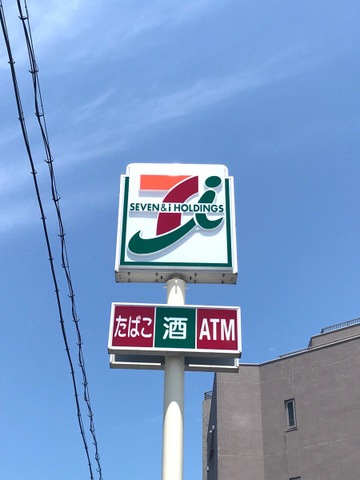 SEVEN & i HOLDINGS
たばこ 酒 ATM